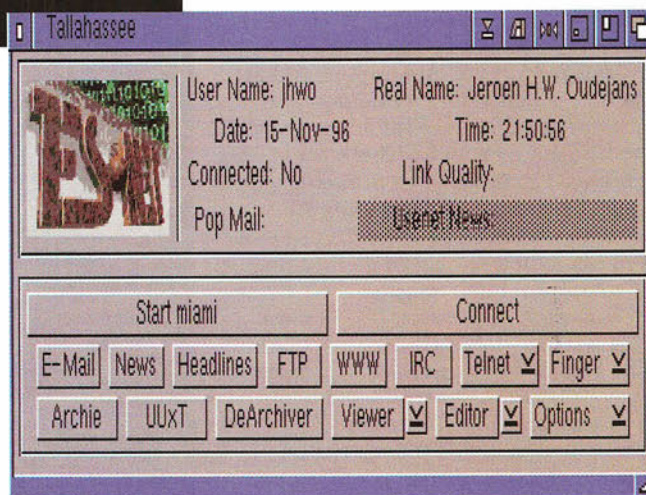 Tallahassee
User Name: jhwo Real Name: Jeroen H.W. Oudejans
Date: 15-Nov-96 Time: 21:50:56
Connected: No Link Quality:
Pop Mail: Usenet News:
Start miami Connect
E-Mail News Headlines FTP WWW IRC Telnet Finger
Archie UUxT DeArchiver Viewer Editor Options